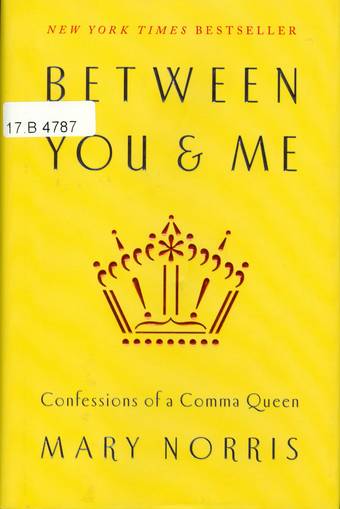 NEW YORK TIMES BESTSELLER
BETWEEN
17.B 4787
YOU & ME
Confessions of a Comma Queen
MARY NORRIS